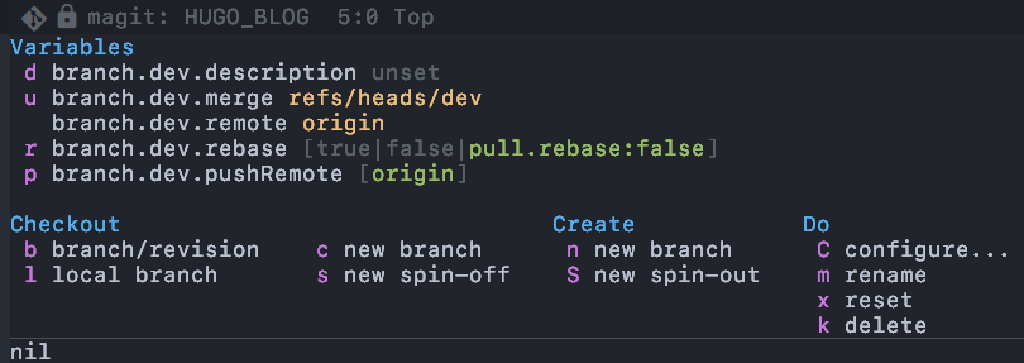 magit: HUGO_BLOG 5:0 Top
Variables
d branch.dev.description unset
u branch.dev.merge refs/heads/dev
branch.dev.remote origin
r branch.dev.rebase [true|false|pull.rebase:false]
p branch.dev.pushRemote [origin]
Checkout Create Do
b branch/revision c new branch n new branch C configure...
l local branch s new spin-off S new spin-out m rename
x reset
k delete
nil